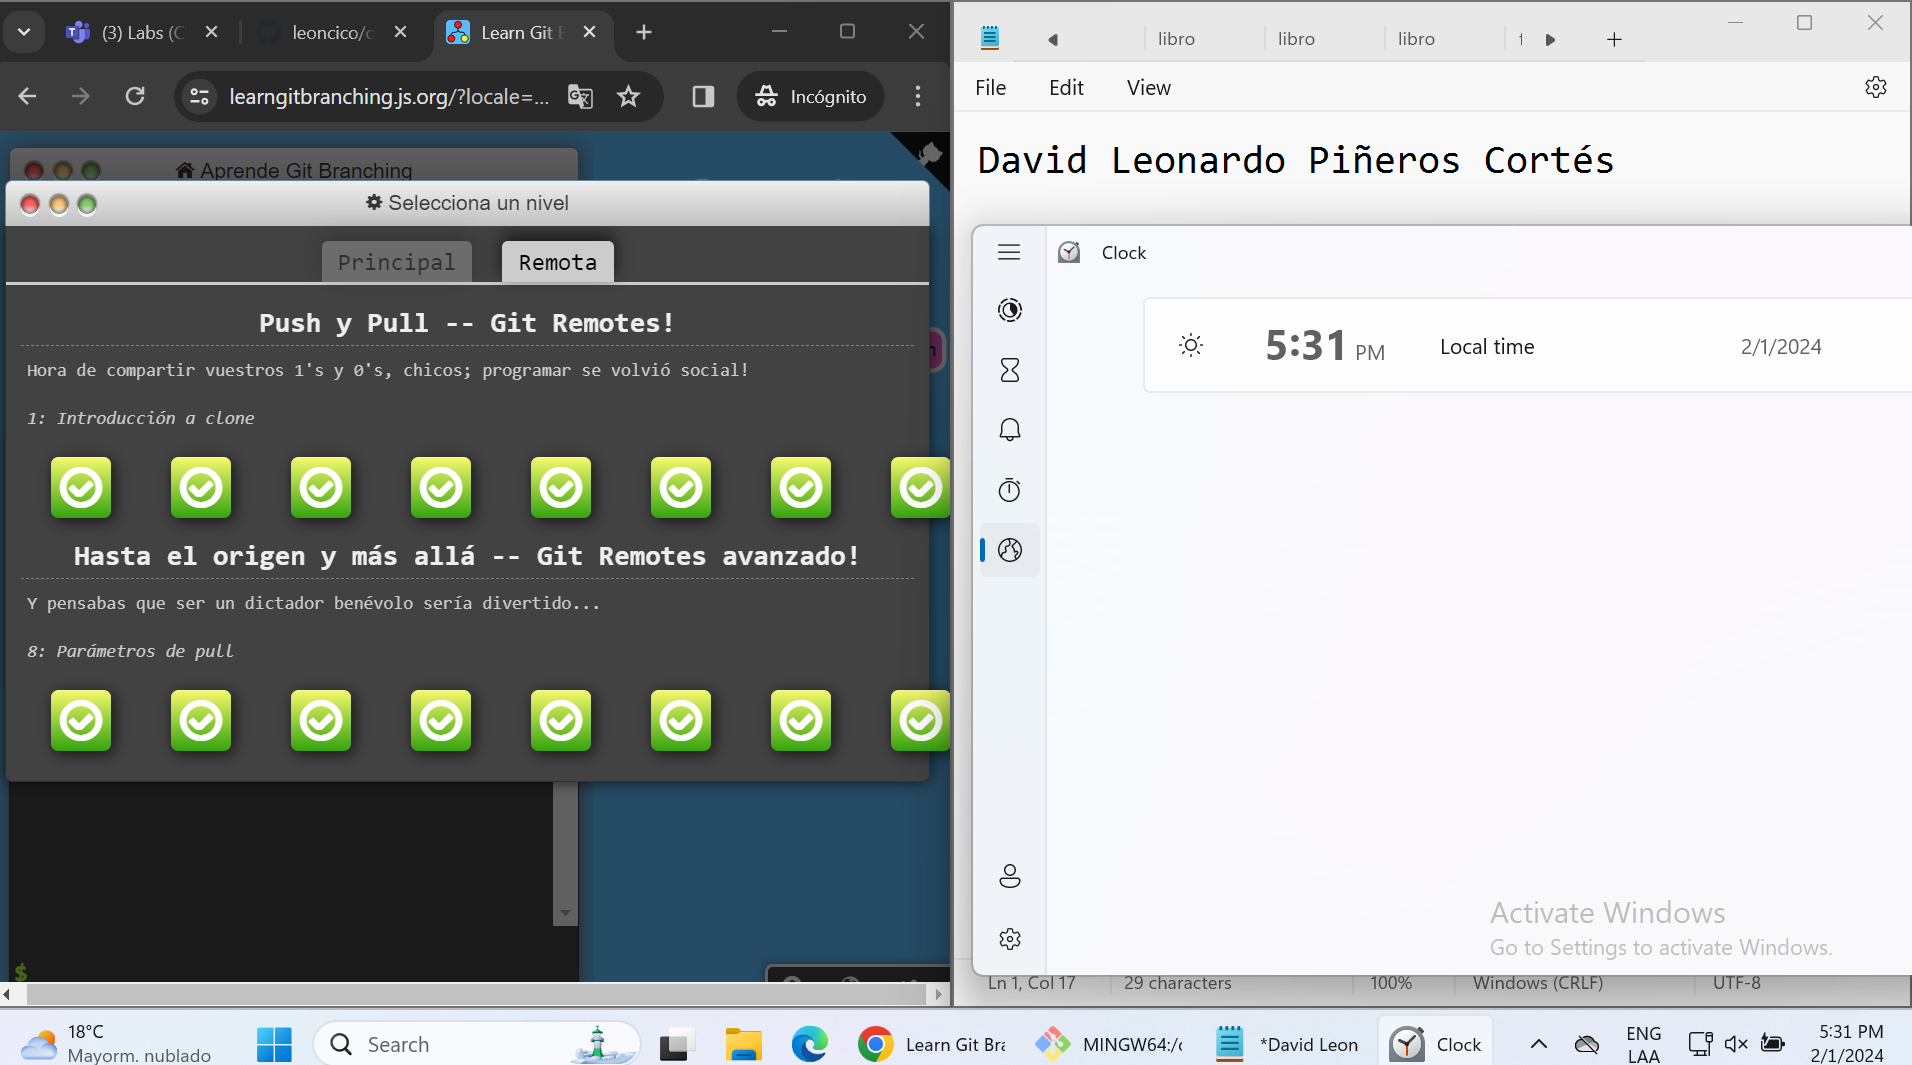 (3) Labs (C
leoncico/c
Learn Git B
learngitbranching.js.org/?locale=...
Incógnito
Aprende Git Branching
Selecciona un nivel
Principal
Remota
Push y Pull -- Git Remotes!
Hora de compartir vuestros 1's y 0's, chicos; programar se volvió social!
1: Introducción a clone
Hasta el origen y más allá -- Git Remotes avanzado!
Y pensabas que ser un dictador benévolo sería divertido...
8: Parámetros de pull
$
libro
libro
libro
File
Edit
View
David Leonardo Piñeros Cortés
Clock
5:31 PM
Local time
2/1/2024
Activate Windows
Go to Settings to activate Windows.
Ln 1, Col 17
29 characters
100%
Windows (CRLF)
UTF-8
18°C
Mayorm. nublado
Search
Learn Git Bra
MINGW64:/c
*David Leon
Clock
ENG
LAA
5:31 PM
2/1/2024